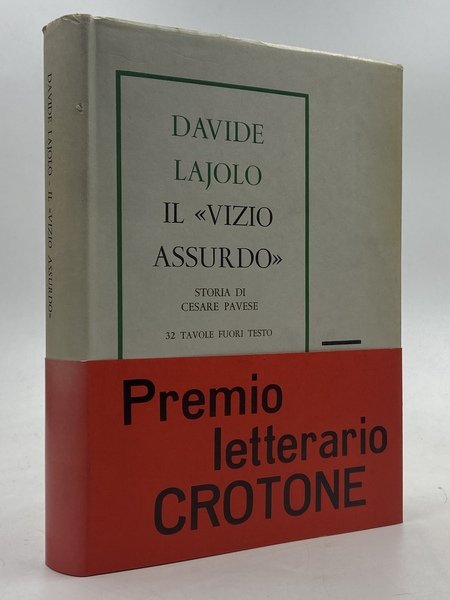 DAVIDE LAJOLO - IL «VIZIO ASSURDO»
DAVIDE
LAJOLO
IL «VIZIO
ASSURDO»
STORIA DI
CESARE PAVESE
32 TAVOLE FUORI TESTO
Premio
letterario
CROTONE